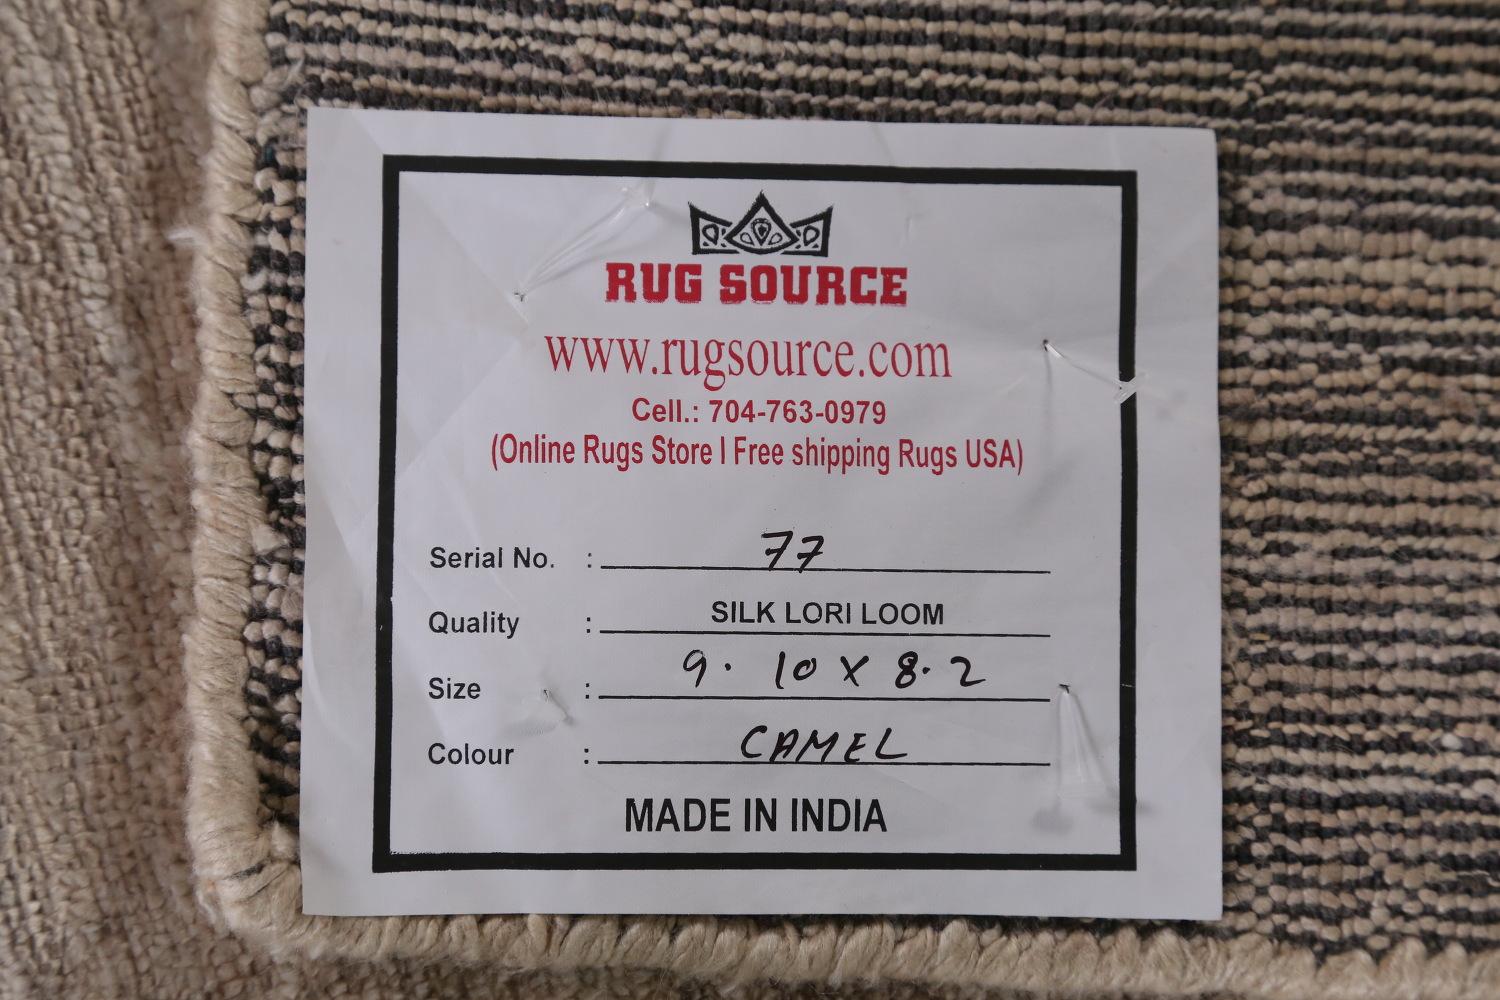 RUG SOURCE
www.rugsource.com
Cell.: 704-763-0979
(Online Rugs Store I Free shipping Rugs USA)
Serial No. : 77
Quality : SILK LORI LOOM
Size : 9. 10 X 8.2
Colour : CAMEL
MADE IN INDIA